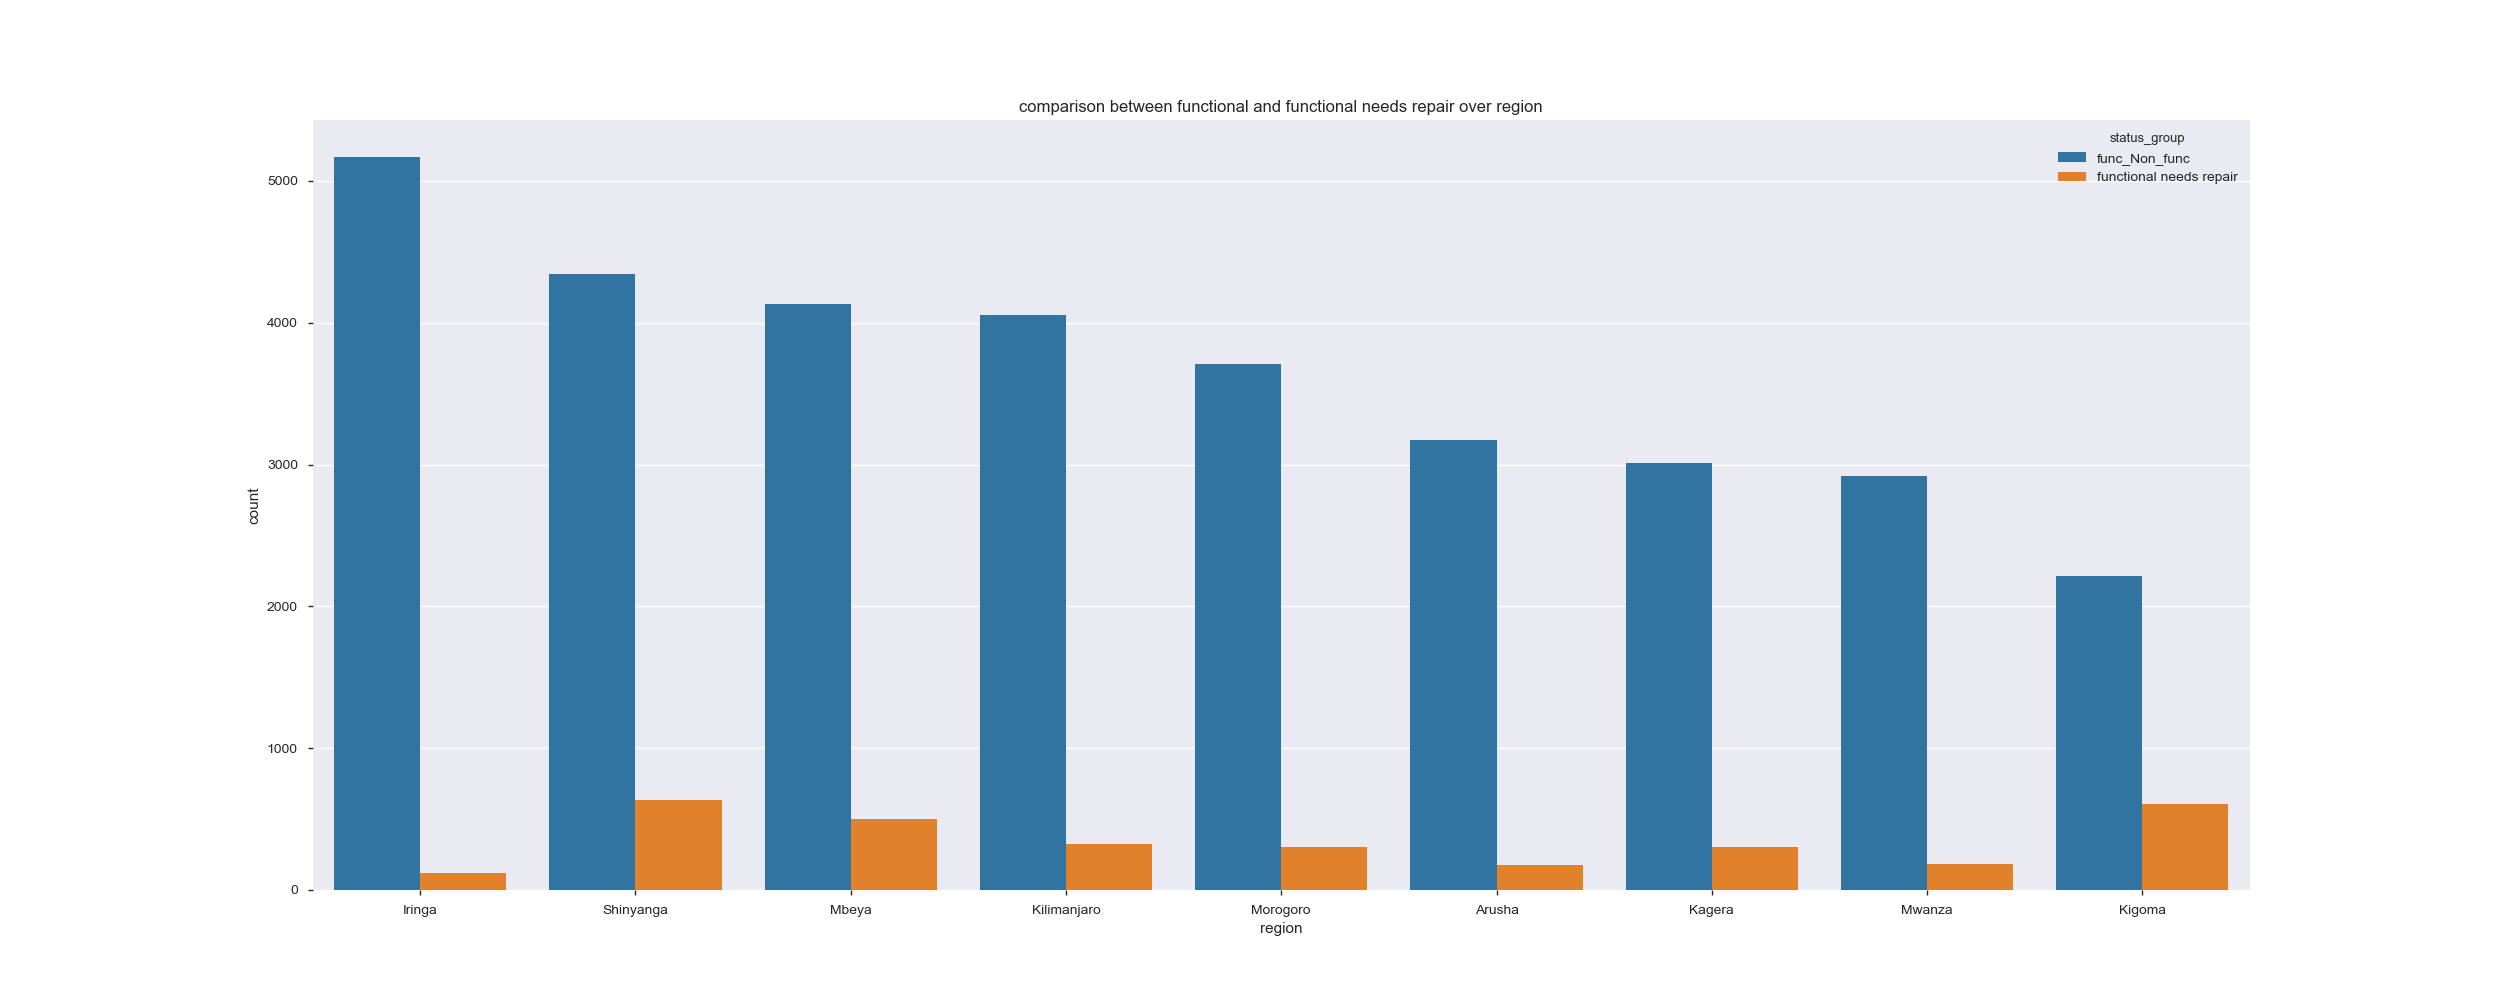 comparison between functional and functional needs repair over region
status_group
func_Non_func
functional needs repair
5000
4000
3000
2000
1000
0
count
Iringa Shinyanga Mbeya Kilimanjaro Morogoro Arusha Kagera Mwanza Kigoma
region